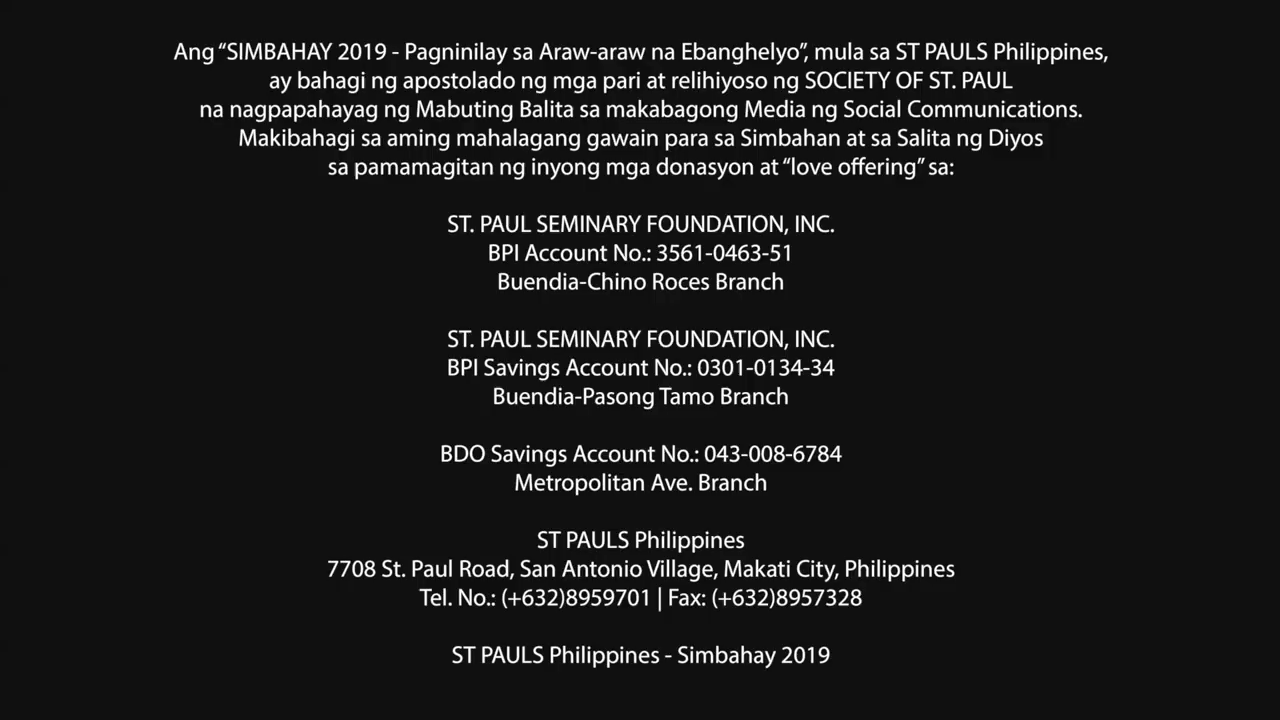 Ang “SIMBAHAY 2019 - Pagninilay sa Araw-araw na Ebanghelyo”, mula sa ST PAULS Philippines,
ay bahagi ng apostolado ng mga pari at relihiyoso ng SOCIETY OF ST. PAUL
na nagpapahayag ng Mabuting Balita sa makabagong Media ng Social Communications.
Makibahagi sa aming mahalagang gawain para sa Simbahan at sa Salita ng Diyos
sa pamamagitan ng inyong mga donasyon at “love offering” sa:
ST. PAUL SEMINARY FOUNDATION, INC.
BPI Account No.: 3561-0463-51
Buendia-Chino Roces Branch
ST. PAUL SEMINARY FOUNDATION, INC.
BPI Savings Account No.: 0301-0134-34
Buendia-Pasong Tamo Branch
BDO Savings Account No.: 043-008-6784
Metropolitan Ave. Branch
ST PAULS Philippines
7708 St. Paul Road, San Antonio Village, Makati City, Philippines
Tel. No.: (+632)8959701 | Fax: (+632)8957328
ST PAULS Philippines - Simbahay 2019